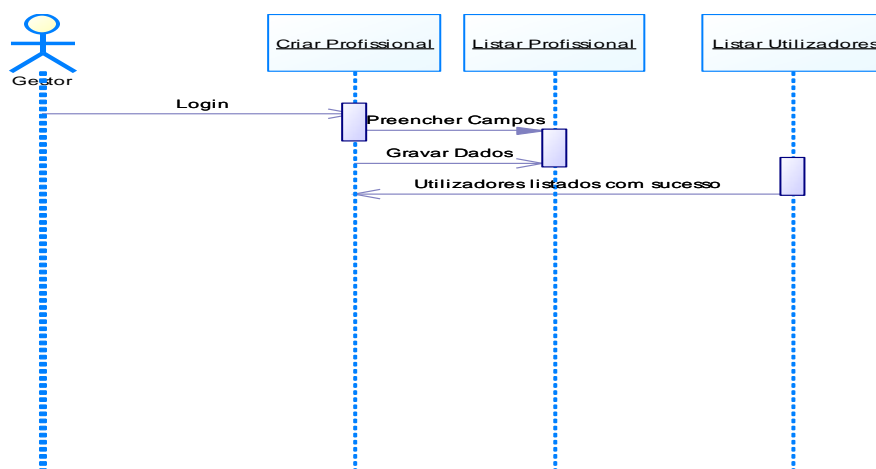 Criar Profissional
Listar Profissional
Listar Utilizadores
Gestor
Login
Preencher Campos
Gravar Dados
Utilizadores listados com sucesso